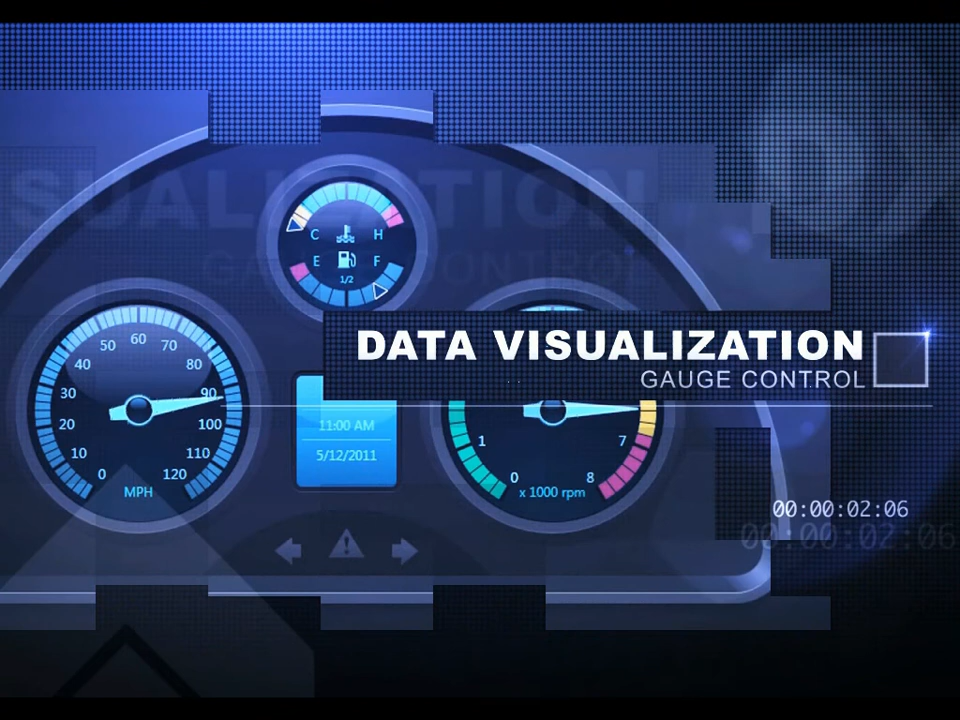 SUALIZATION
C H
E F
1/2
DATA VISUALIZATION
GAUGE CONTROL
60
50 70
40 80
30 90
20 100
10 110
0 120
MPH
11:00 AM
5/12/2011
1 7
0 8
x 1000 rpm
00:00:02:06
00:00:02:06